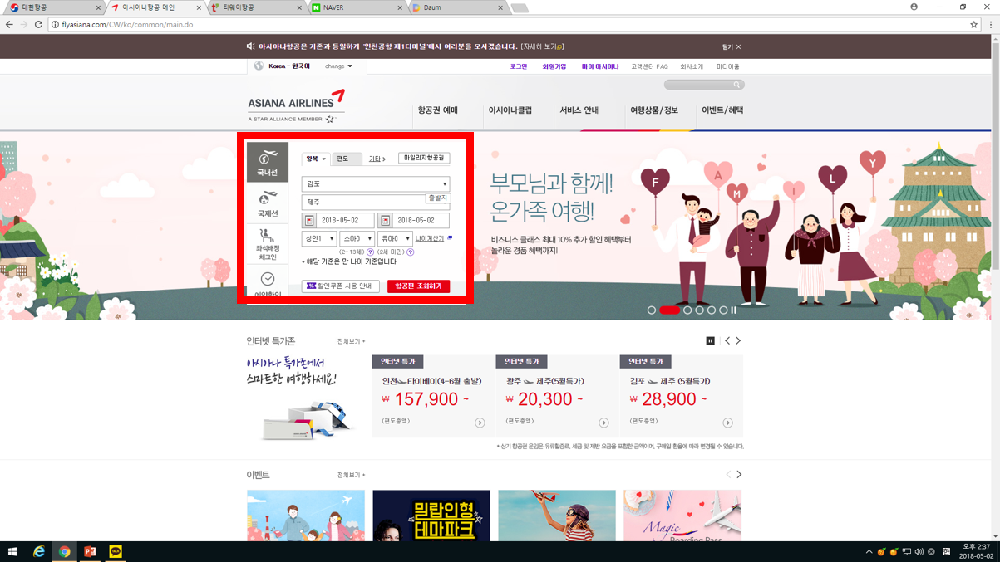 대한항공
아시아나항공 메인
티웨이항공
NAVER
Daum
flyasiana.com/CW/ko/common/main.do
아시아나항공은 기존과 동일하게 '인천공항 제1터미널'에서 여러분을 모시겠습니다. [자세히 보기]
닫기
Korea - 한국어
change
로그인
회원가입
마이 아시아나
고객센터 FAQ
회사소개
미디어홀
ASIANA AIRLINES
A STAR ALLIANCE MEMBER
항공권 예매
아시아나클럽
서비스 안내
여행상품/정보
이벤트/혜택
국내선
국제선
좌석배정
체크인
예약확인
왕복
편도
기타
마일리지항공권
김포
제주
출발지
2018-05-02
2018-05-02
성인1
소아0
유아0
나이계산기
(2~13세) ? (2세 미만) ?
* 해당 기준은 만 나이 기준입니다
할인쿠폰 사용 안내
항공편 조회하기
부모님과 함께!
온가족 여행!
비즈니스 클래스 최대 10% 추가 할인 혜택부터
놀라운 경품 혜택까지!
F
A
M
I
L
Y
인터넷 특가존
전체보기 +
아시아나 특가존에서
스마트한 여행하세요!
인터넷 특가
인천 타이베이(4-6월 출발)
₩ 157,900 ~
(편도총액)
인터넷 특가
광주 제주(5월특가)
₩ 20,300 ~
(편도총액)
인터넷 특가
김포 제주 (5월특가)
₩ 28,900 ~
(편도총액)
* 상기 항공권 운임은 유류할증료, 세금 및 제반 요금을 포함한 금액이며, 구매일 환율에 따라 변경될 수 있습니다.
이벤트
전체보기 +
밀랍인형
테마파크
Magic
Boarding Pass
오후 2:37
2018-05-02